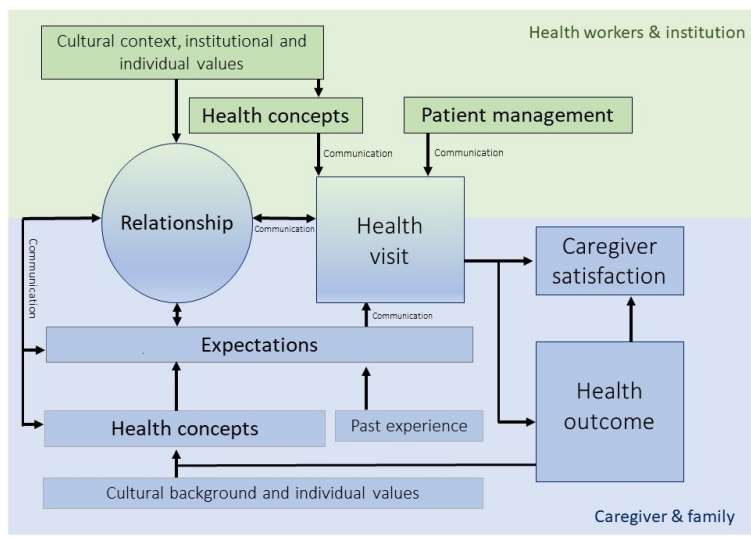 Health workers & institution
Cultural context, institutional and
individual values
Health concepts
Patient management
Communication
Communication
Relationship
Communication
Health
visit
Communication
Caregiver
satisfaction
Communication
Expectations
Health
outcome
Health concepts
Past experience
Cultural background and individual values
Caregiver & family